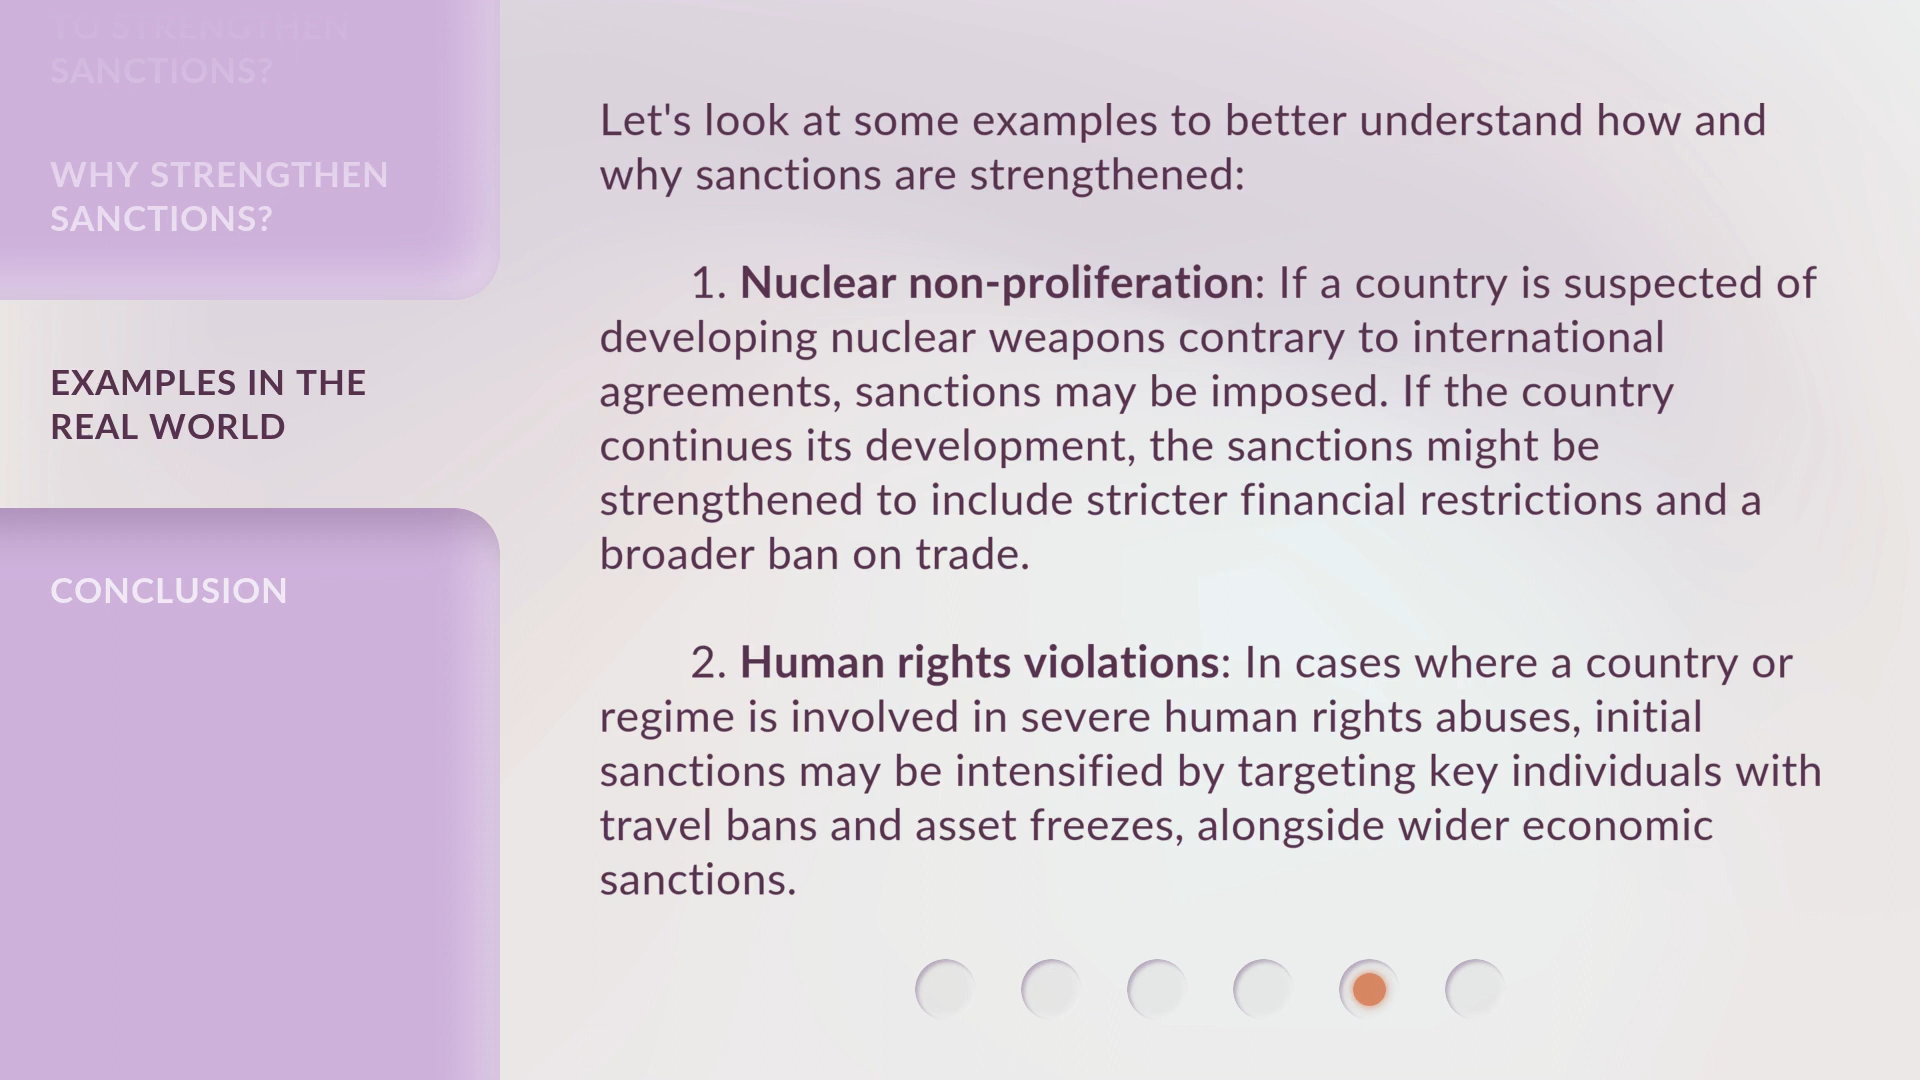 TO STRENGTHEN
SANCTIONS?
WHY STRENGTHEN
SANCTIONS?
EXAMPLES IN THE
REAL WORLD
CONCLUSION
Let's look at some examples to better understand how and
why sanctions are strengthened:
1. Nuclear non-proliferation: If a country is suspected of
developing nuclear weapons contrary to international
agreements, sanctions may be imposed. If the country
continues its development, the sanctions might be
strengthened to include stricter financial restrictions and a
broader ban on trade.
2. Human rights violations: In cases where a country or
regime is involved in severe human rights abuses, initial
sanctions may be intensified by targeting key individuals with
travel bans and asset freezes, alongside wider economic
sanctions.